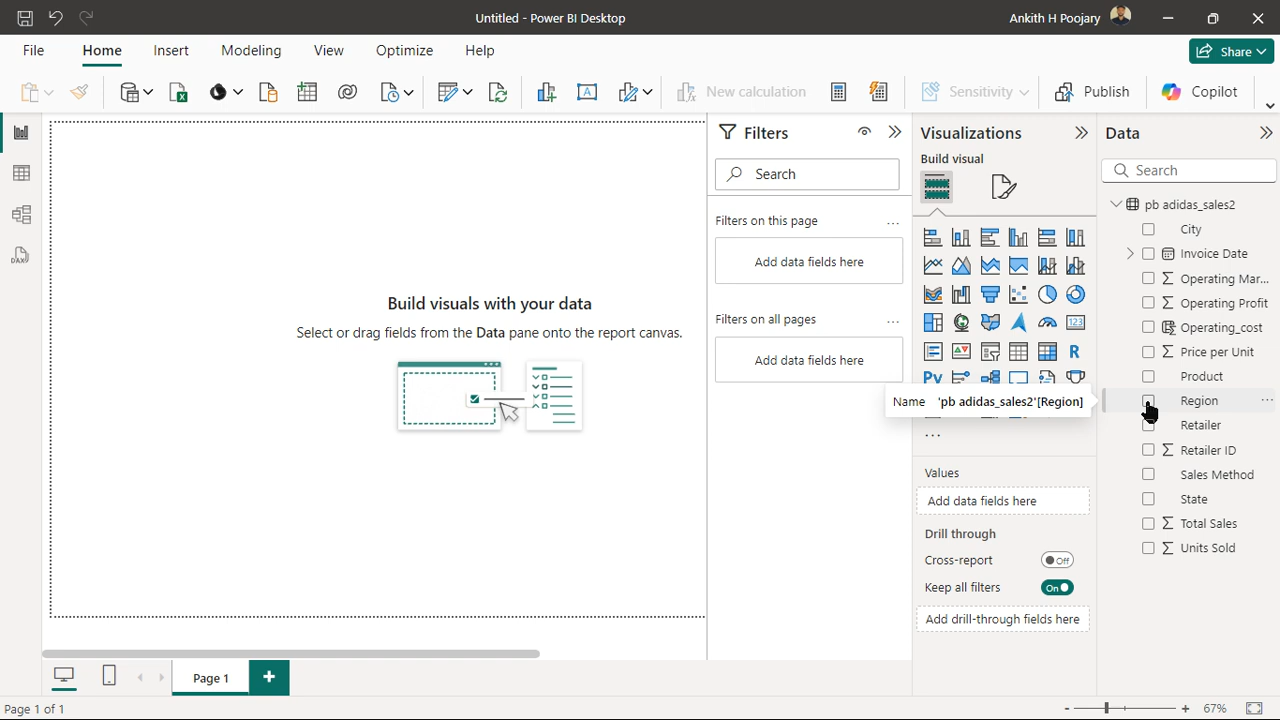 Untitled - Power BI Desktop
Ankith H Poojary
File
Home
Insert
Modeling
View
Optimize
Help
Share
New calculation
Sensitivity
Publish
Copilot
Filters
Search
Filters on this page
...
Add data fields here
Filters on all pages
...
Add data fields here
Build visuals with your data
Select or drag fields from the Data pane onto the report canvas.
Visualizations
Build visual
123
R
Py
Name 'pb adidas_sales2'[Region]
...
Values
Add data fields here
Drill through
Cross-report
Off
Keep all filters
On
Add drill-through fields here
Data
Search
pb adidas_sales2
City
Invoice Date
Σ Operating Mar...
Σ Operating Profit
Operating_cost
Σ Price per Unit
Product
Region
...
Retailer
Σ Retailer ID
Sales Method
State
Σ Total Sales
Σ Units Sold
DAX
Page 1
+
Page 1 of 1
- + 67%